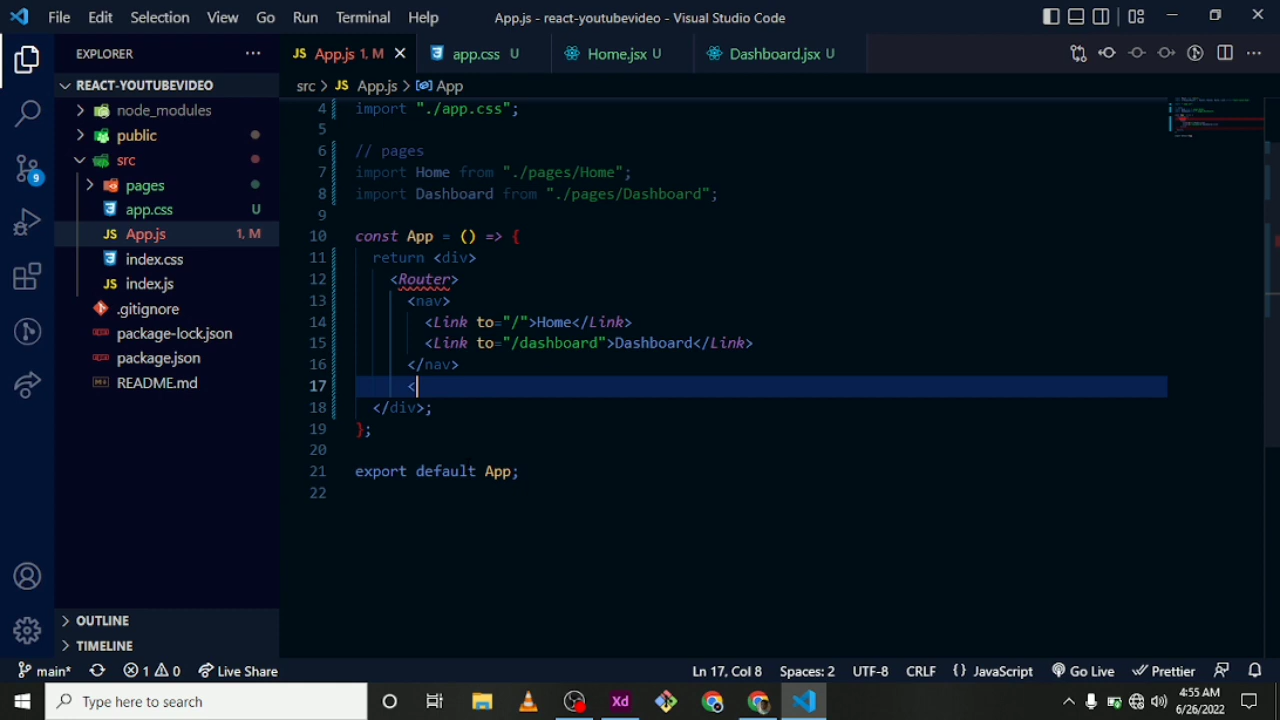 File Edit Selection View Go Run Terminal Help App.js - react-youtubevideo - Visual Studio Code
EXPLORER
JS App.js 1, M
app.css U
Home.jsx U
Dashboard.jsx U
REACT-YOUTUBEVIDEO
src > JS App.js > App
node_modules
public
src
pages
app.css U
JS App.js 1, M
index.css
JS index.js
.gitignore
package-lock.json
package.json
README.md
4 import "./app.css";
5
6 // pages
7 import Home from "./pages/Home";
8 import Dashboard from "./pages/Dashboard";
9
10 const App = () => {
11 return <div>
12 <Router>
13 <nav>
14 <Link to="/">Home</Link>
15 <Link to="/dashboard">Dashboard</Link>
16 </nav>
17 <
18 </div>;
19 };
20
21 export default App;
22
OUTLINE
TIMELINE
9
main* 1 0 Live Share Ln 17, Col 8 Spaces: 2 UTF-8 CRLF {} JavaScript Go Live Prettier
Type here to search
Xd
4:55 AM
6/26/2022